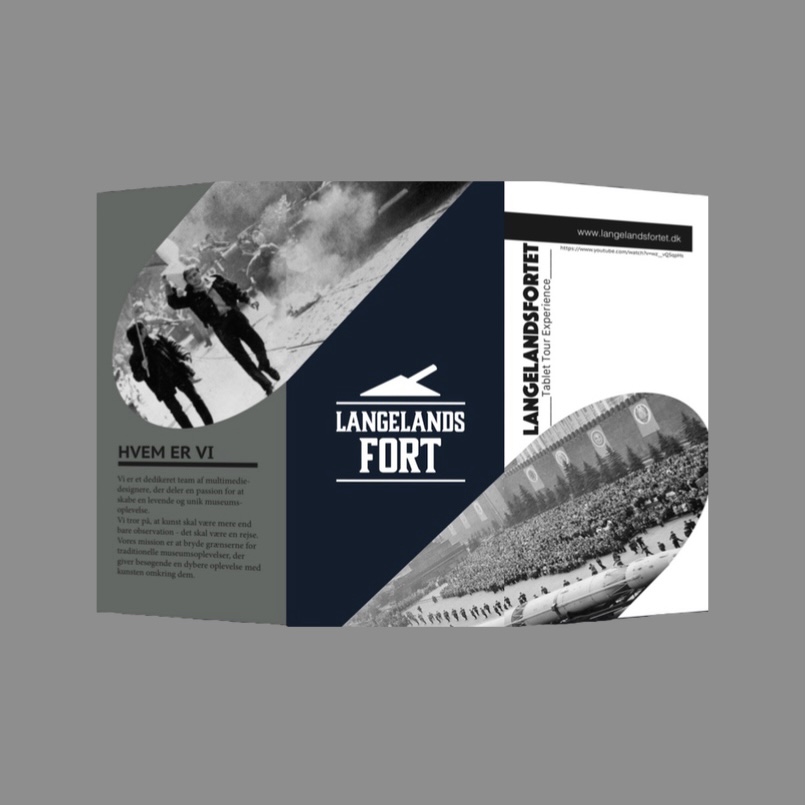 HVEM ER VI
Vi er et dedikeret team af multimedie-
designere, der deler en passion for at
skabe en levende og unik museums-
oplevelse.
Vi tror på, at kunst skal være mere end
bare observation - det skal være en rejse.
Vores mission er at bryde grænserne for
traditionelle museumsoplevelser, der
giver besøgende en dybere oplevelse med
kunsten omkring dem.
LANGELANDS
FORT
LANGELANDSFORTET
Tablet Tour Experience
www.langelandsfortet.dk